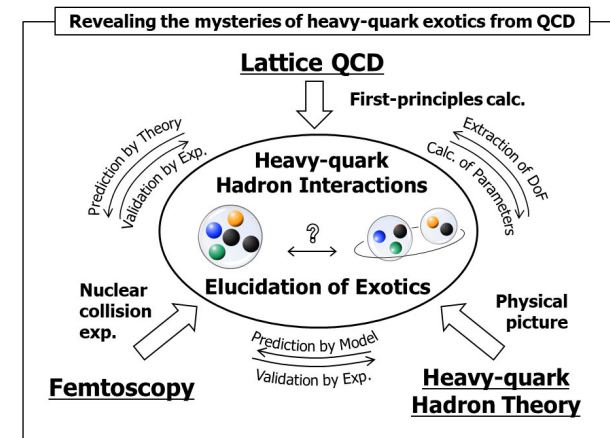 Revealing the mysteries of heavy-quark exotics from QCD
Lattice QCD
First-principles calc.
Prediction by Theory
Validation by Exp.
Extraction of DoF
Calc. of Parameters
Heavy-quark
Hadron Interactions
?
Elucidation of Exotics
Nuclear
collision
exp.
Physical
picture
Prediction by Model
Validation by Exp.
Femtoscopy
Heavy-quark
Hadron Theory